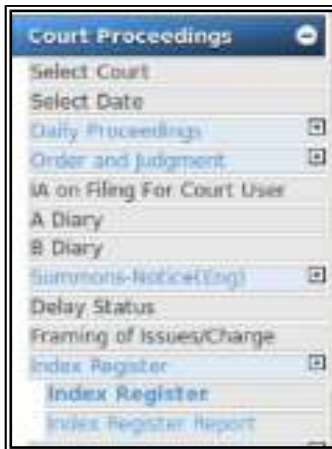 Court Proceedings
Select Court
Select Date
Daily Proceedings
Order and Judgment
IA on Filing For Court User
A Diary
B Diary
Summons-Notice(Eng)
Delay Status
Framing of Issues/Charge
Index Register
Index Register
Index Register Report